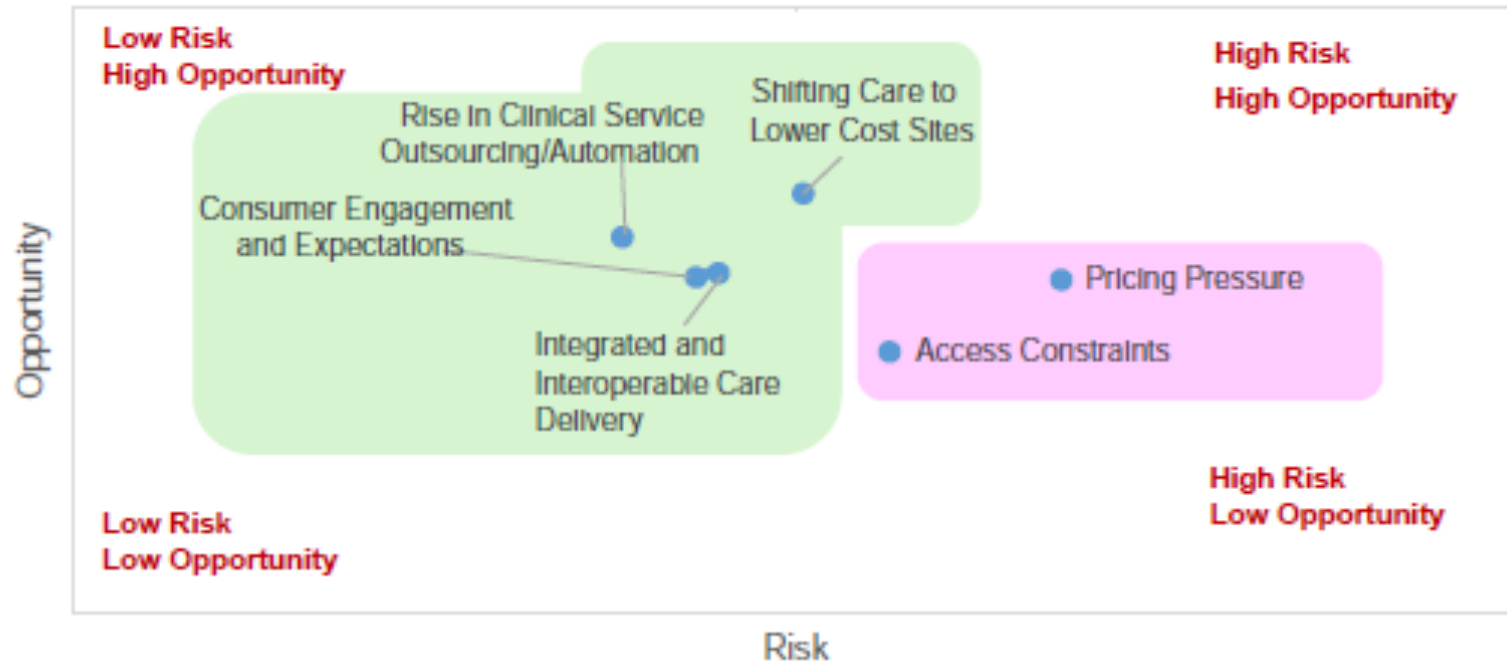 Low Risk
High Opportunity
High Risk
High Opportunity
Rise in Clinical Service
Outsourcing/Automation
Shifting Care to
Lower Cost Sites
Consumer Engagement
and Expectations
Integrated and
Interoperable Care
Delivery
Pricing Pressure
Access Constraints
Low Risk
Low Opportunity
High Risk
Low Opportunity
Opportunity
Risk